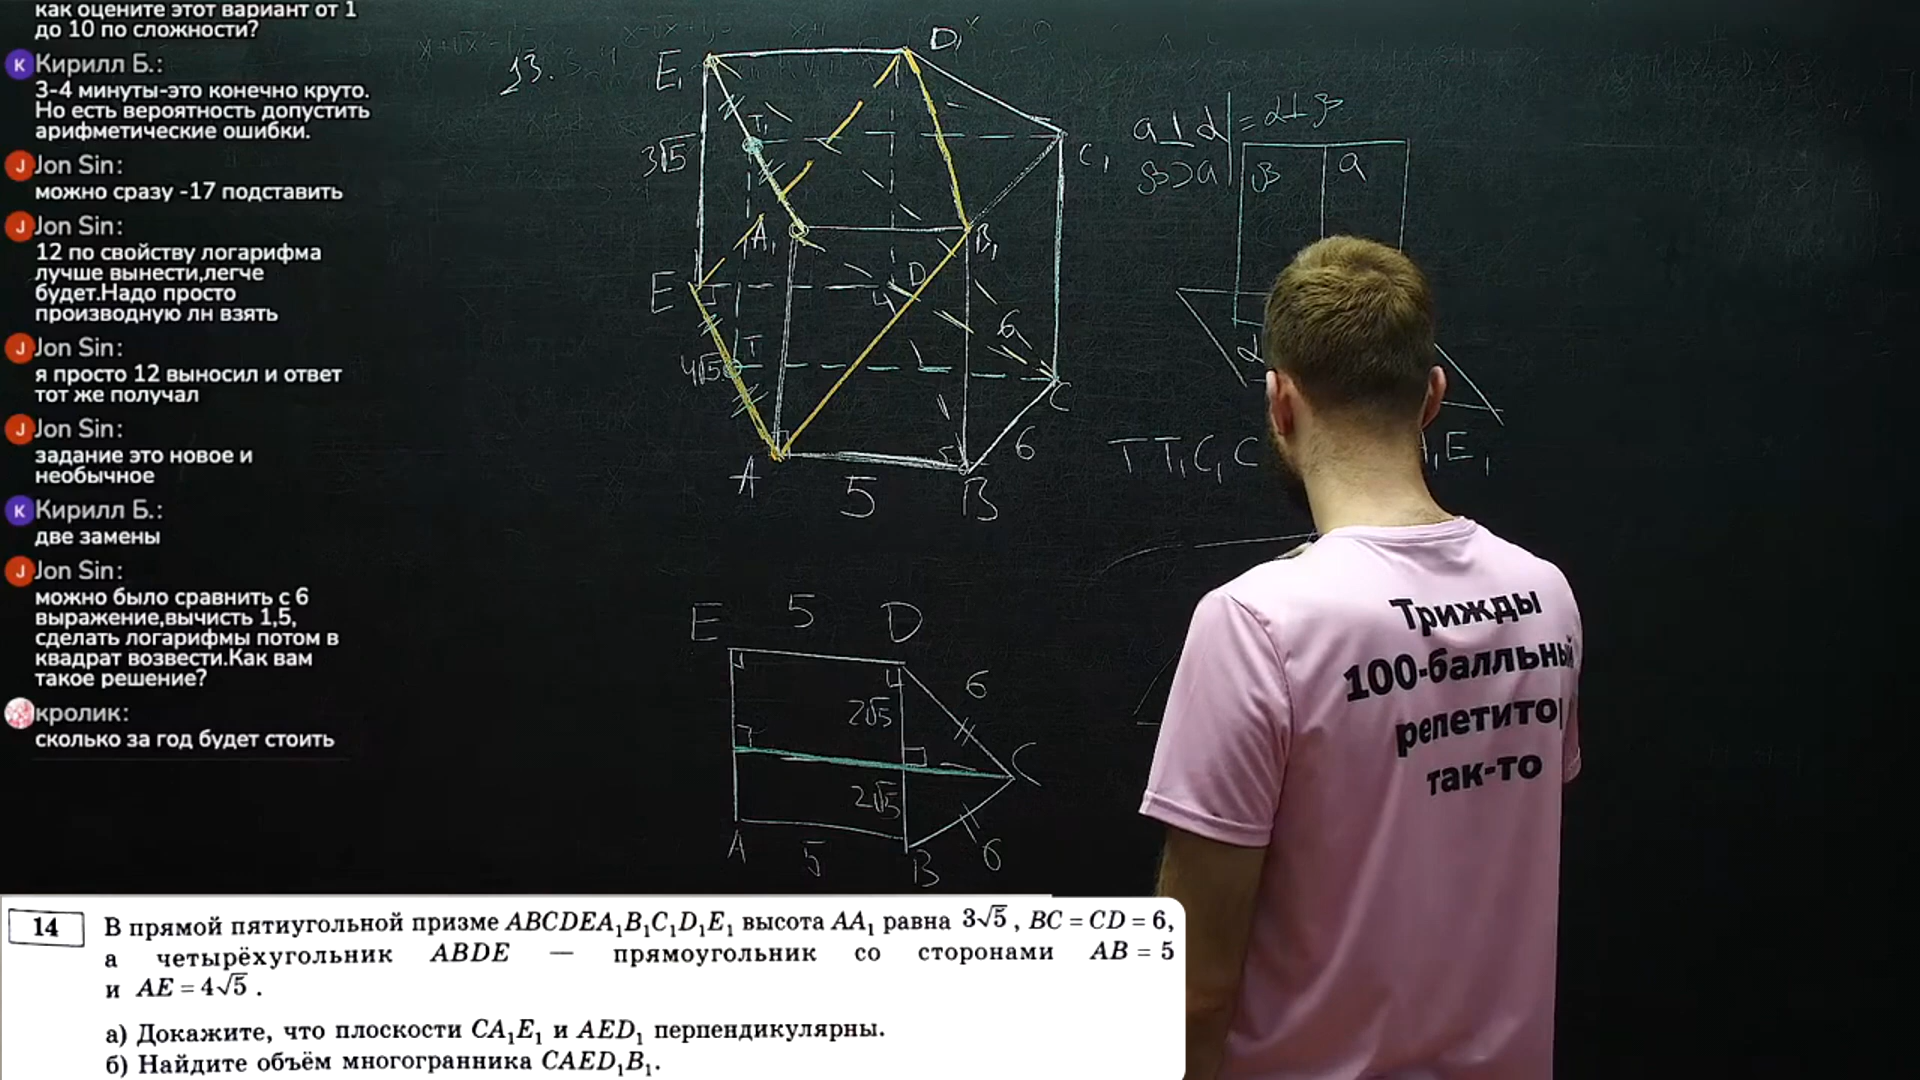 как оцените этот вариант от 1
до 10 по сложности?
К Кирилл Б.:
3-4 минуты-это конечно круто.
Но есть вероятность допустить
арифметические ошибки.
J Jon Sin:
можно сразу -17 подставить
J Jon Sin:
12 по свойству логарифма
лучше вынести,легче
будет.Надо просто
производную лн взять
J Jon Sin:
я просто 12 выносил и ответ
тот же получал
J Jon Sin:
задание это новое и
необычное
К Кирилл Б.:
две замены
J Jon Sin:
можно было сравнить с 6
выражение,вычисть 1,5,
сделать логарифмы потом в
квадрат возвести.Как вам
такое решение?
кролик:
сколько за год будет стоить
13.
E₁
D₁
T₁
3√5
C₁
A₁
B₁
E
D
6
T
4√5
C
6
A
5
B
a ⊥ α
β ⊃ a
= α ⊥ β
β
a
α
TT₁C₁C
A₁E₁
E
5
D
6
2√5
C
2√5
A
5
B
6
Трижды
100-балльный
репетитор
так-то
14
В прямой пятиугольной призме ABCDEA₁B₁C₁D₁E₁ высота AA₁ равна 3√5, BC = CD = 6,
а четырёхугольник ABDE — прямоугольник со сторонами AB = 5
и AE = 4√5.
а) Докажите, что плоскости CA₁E₁ и AED₁ перпендикулярны.
б) Найдите объём многогранника CAED₁B₁.